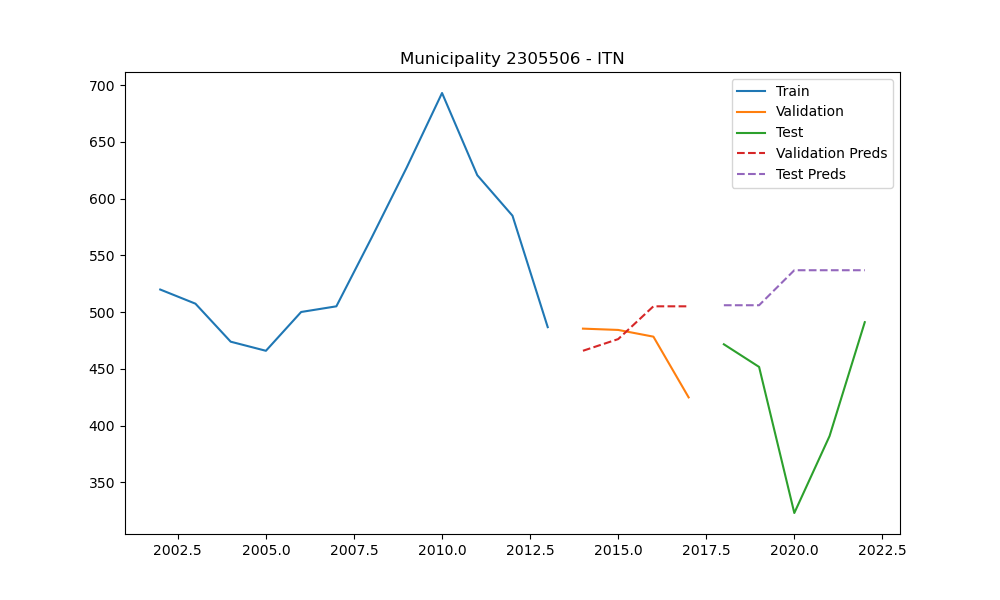 Municipality 2305506 - ITN
700
650
600
550
500
450
400
350
Train
Validation
Test
Validation Preds
Test Preds
2002.5 2005.0 2007.5 2010.0 2012.5 2015.0 2017.5 2020.0 2022.5